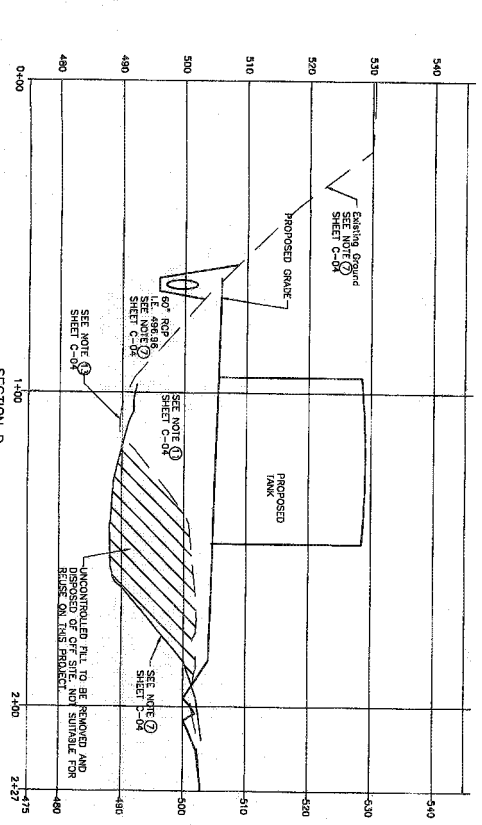 540
530
520
510
500
490
480
0+00
Existing Ground
SEE NOTE 7
SHEET C-04
PROPOSED GRADE
60" RCP
I.E. 496.96
SEE NOTE 7
SHEET C-04
SEE NOTE 13
SHEET C-04
1+00
SEE NOTE 11
SHEET C-04
PROPOSED
TANK
SEE NOTE 7
SHEET C-04
UNCONTROLLED FILL TO BE REMOVED AND
DISPOSED OF OFF SITE. NOT SUITABLE FOR
REUSE ON THIS PROJECT.
2+00
2+27
540
530
520
510
500
490
480
475
SECTION